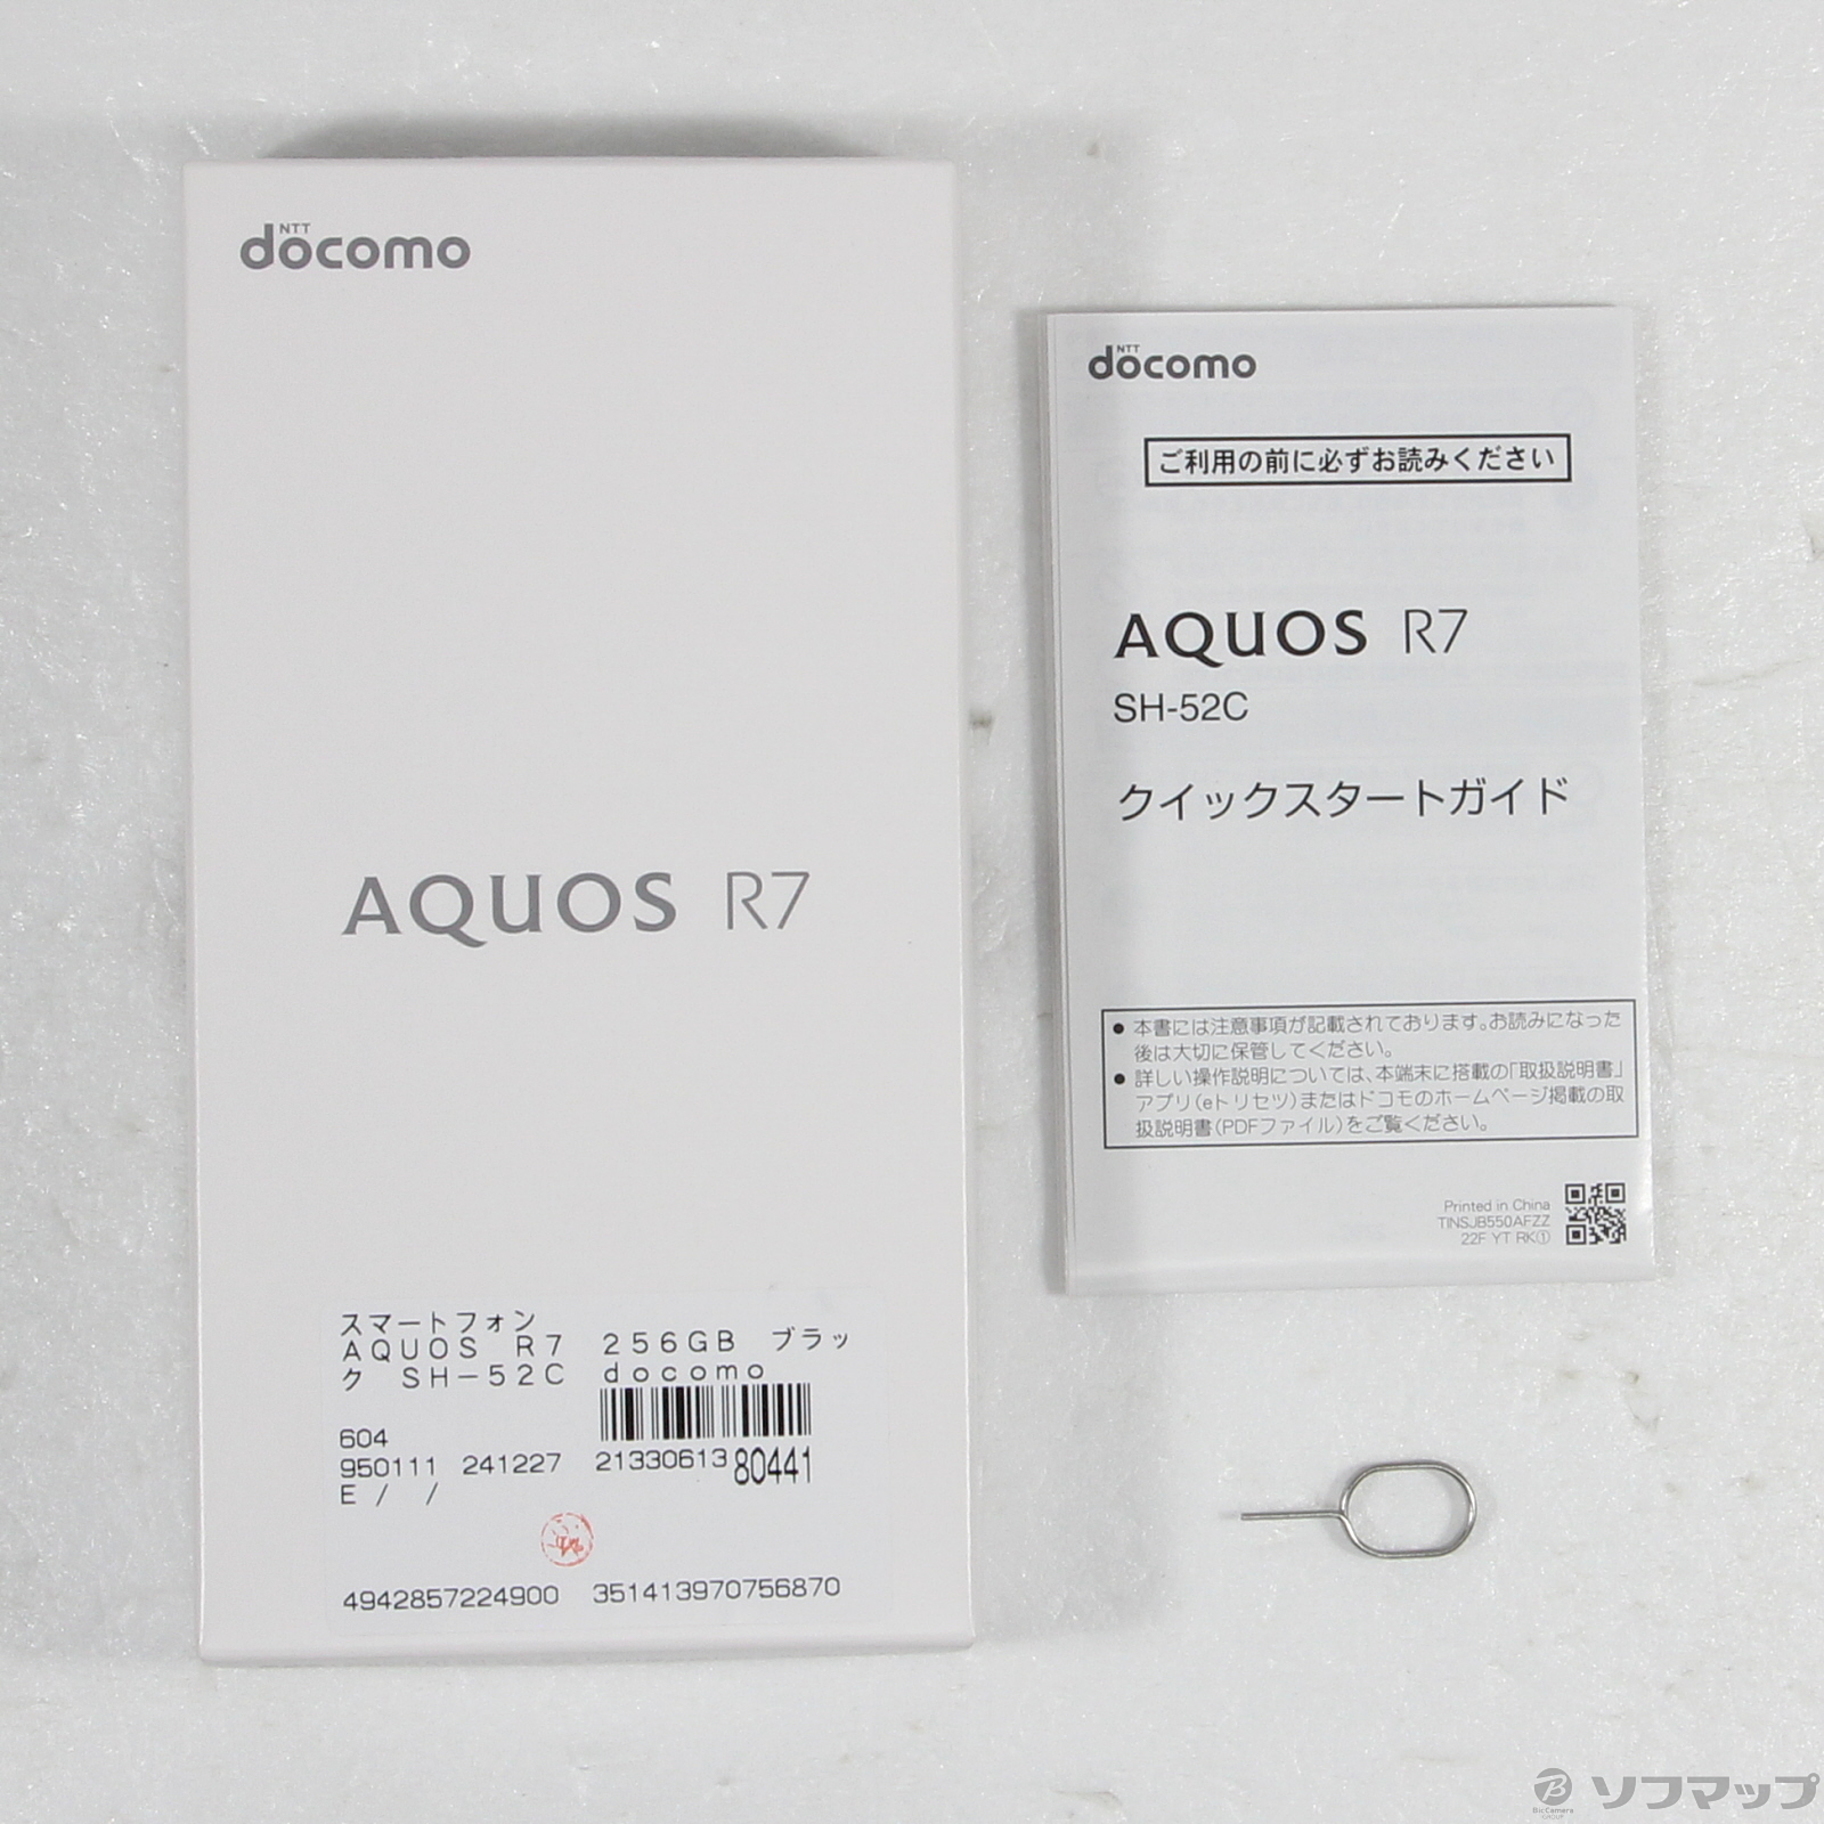 NTT
docomo
AQUOS R7
スマートフォン
AQUOS R7 256GB ブラッ
ク SH-52C docomo
604
950111 241227 2133061380441
E / /
4942857224900 351413970756870
NTT
docomo
ご利用の前に必ずお読みください
AQUOS R7
SH-52C
クイックスタートガイド
● 本書には注意事項が記載されております。お読みになった
後は大切に保管してください。
● 詳しい操作説明については、本端末に搭載の「取扱説明書」
アプリ(eトリセツ)またはドコモのホームページ掲載の取
扱説明書(PDFファイル)をご覧ください。
Printed in China
TINSJB550AFZZ
22F YT RK①
B
BicCamera
GROUP
ソフマップ